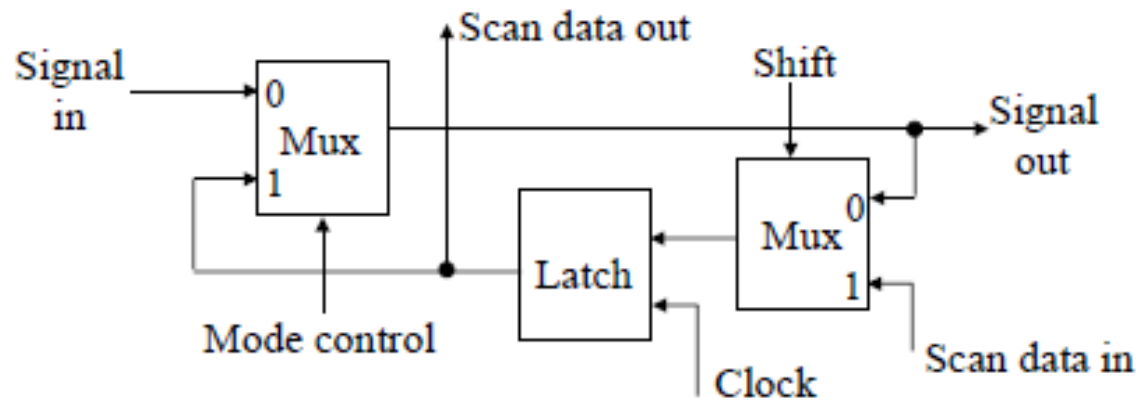 Scan data out
Signal
in
0
Mux
1
Shift
Signal
out
0
Mux
1
Latch
Mode control
Clock
Scan data in